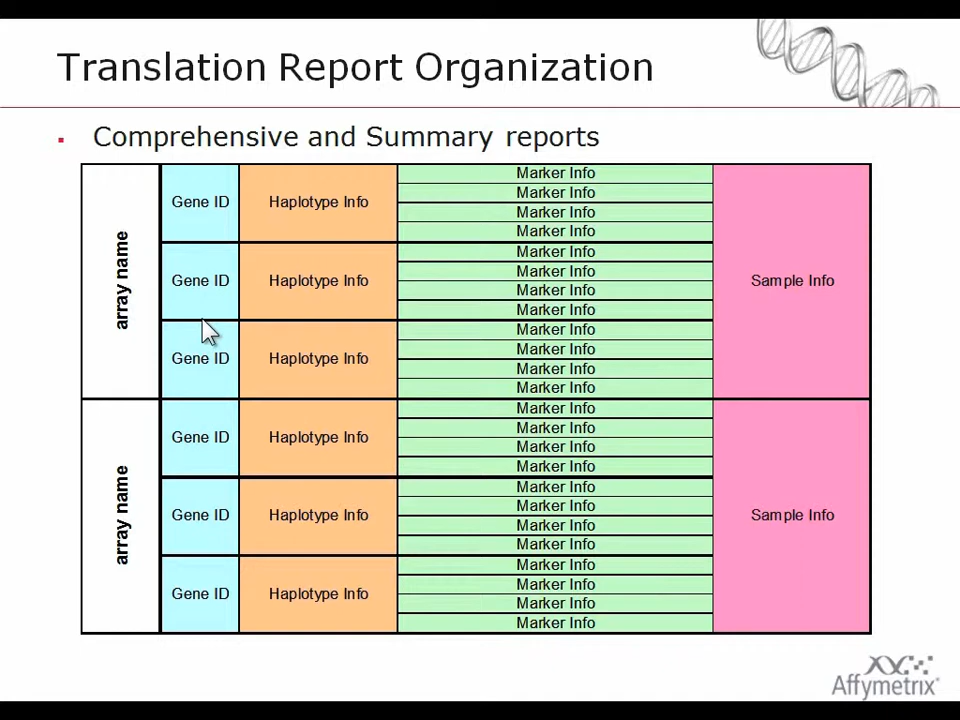 Translation Report Organization
Comprehensive and Summary reports
array name
Gene ID
Haplotype Info
Marker Info
Marker Info
Marker Info
Marker Info
Gene ID
Haplotype Info
Marker Info
Marker Info
Marker Info
Marker Info
Gene ID
Haplotype Info
Marker Info
Marker Info
Marker Info
Marker Info
Sample Info
array name
Gene ID
Haplotype Info
Marker Info
Marker Info
Marker Info
Marker Info
Gene ID
Haplotype Info
Marker Info
Marker Info
Marker Info
Marker Info
Gene ID
Haplotype Info
Marker Info
Marker Info
Marker Info
Marker Info
Sample Info
Affymetrix